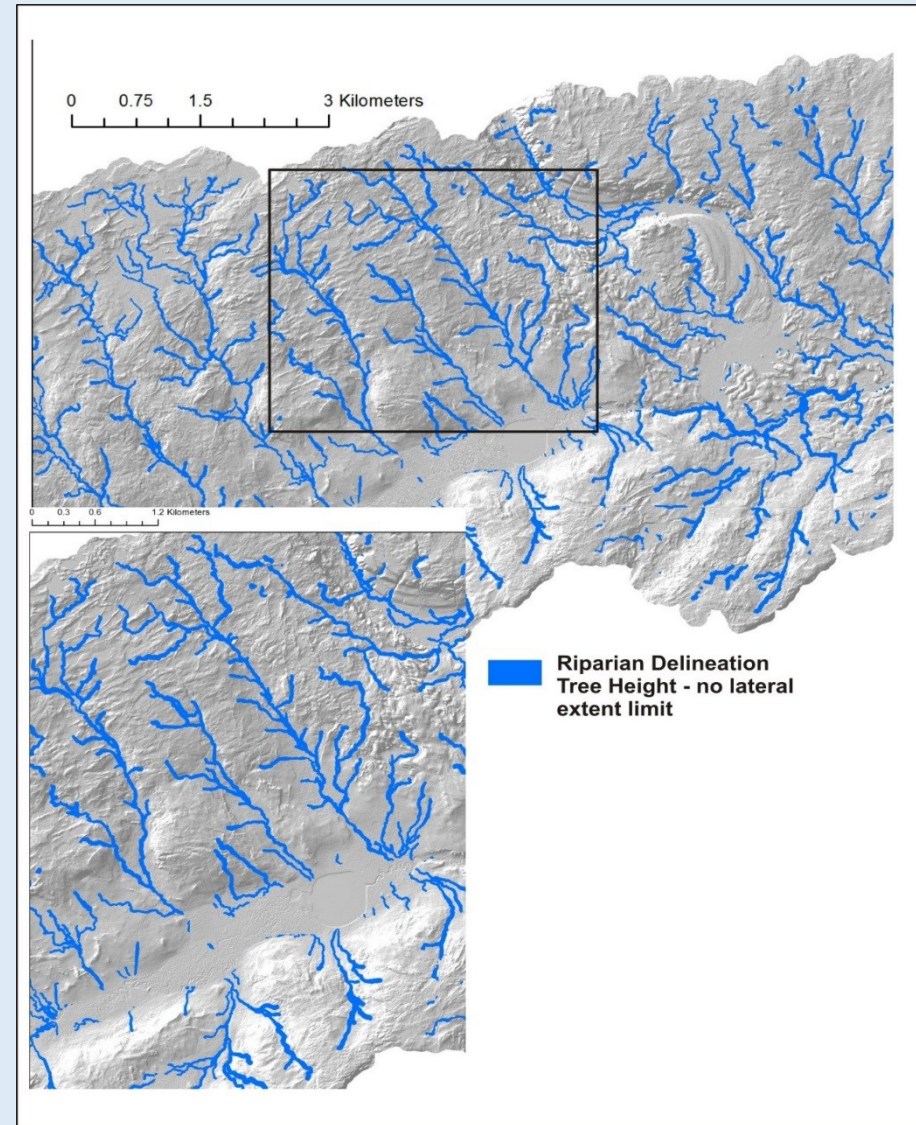 0 0.75 1.5 3 Kilometers
0 0.3 0.6 1.2 Kilometers
Riparian Delineation
Tree Height - no lateral
extent limit